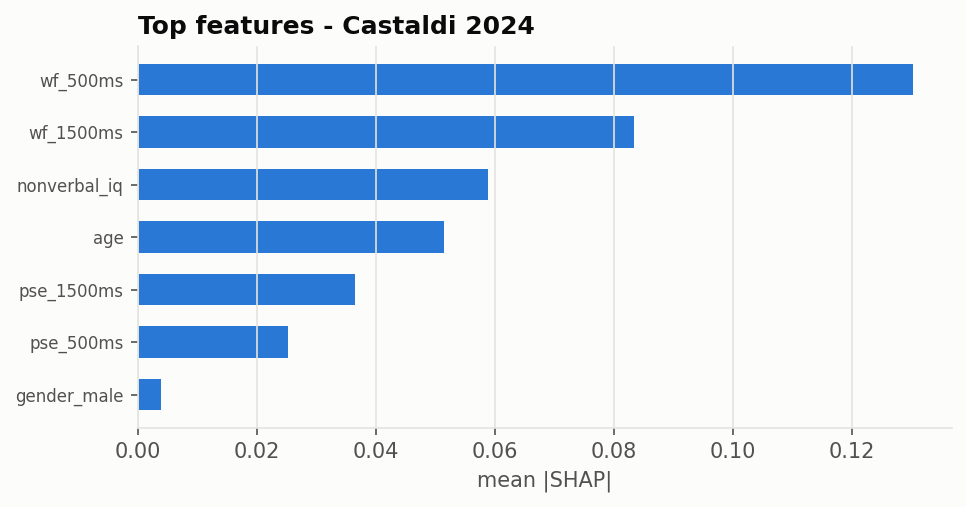 Top features - Castaldi 2024
wf_500ms
wf_1500ms
nonverbal_iq
age
pse_1500ms
pse_500ms
gender_male
0.00 0.02 0.04 0.06 0.08 0.10 0.12
mean |SHAP|